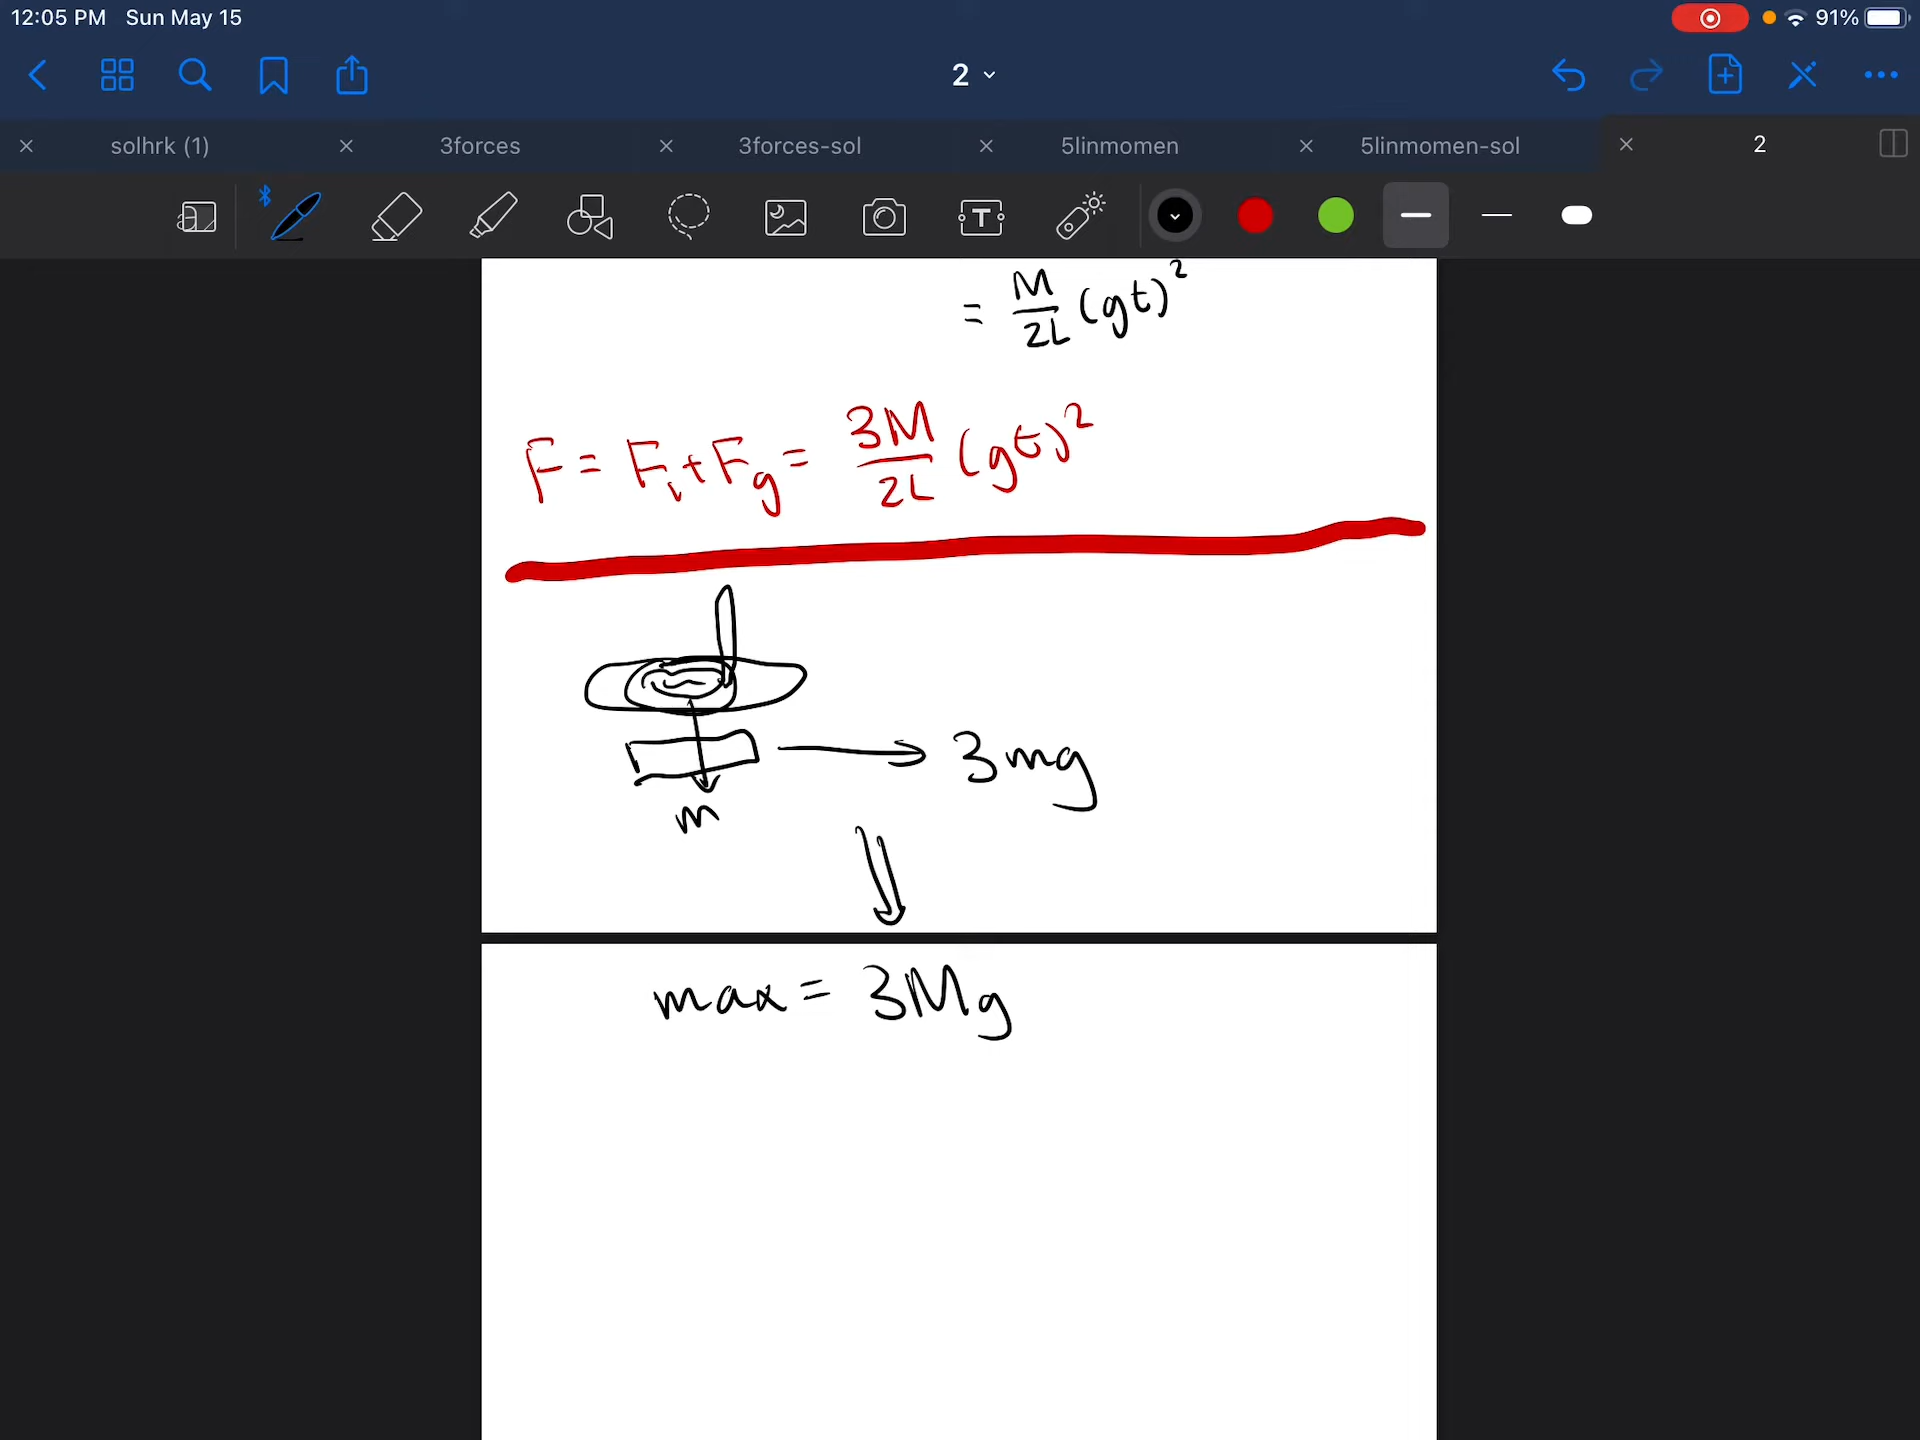 12:05 PM Sun May 15
91%
2
solhrk (1)
3forces
3forces-sol
5linmomen
5linmomen-sol
2
= M/2L (gt)²
F = Fi + Fg = 3M/2L (gt)²
3mg
m
max = 3Mg